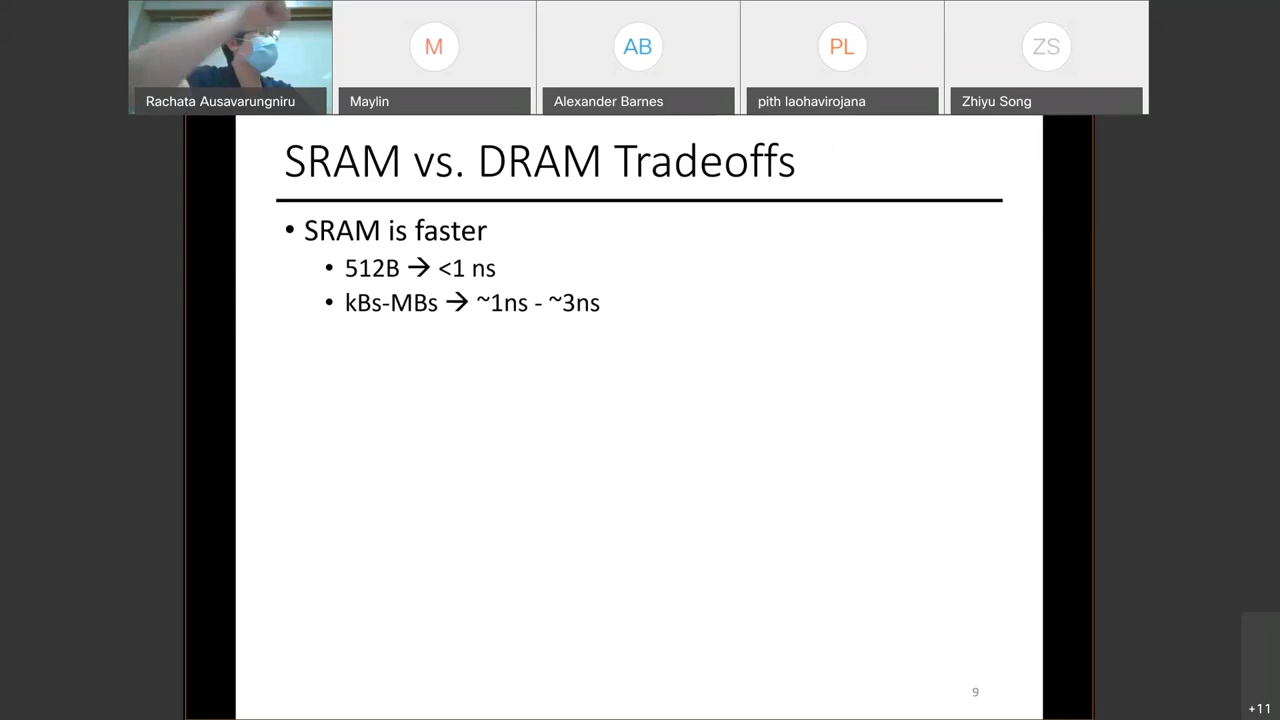 M
AB
PL
ZS
Rachata Ausavarungniru
Maylin
Alexander Barnes
pith laohavirojana
Zhiyu Song
SRAM vs. DRAM Tradeoffs
• SRAM is faster
• 512B → <1 ns
• kBs-MBs → ~1ns - ~3ns
9
+11